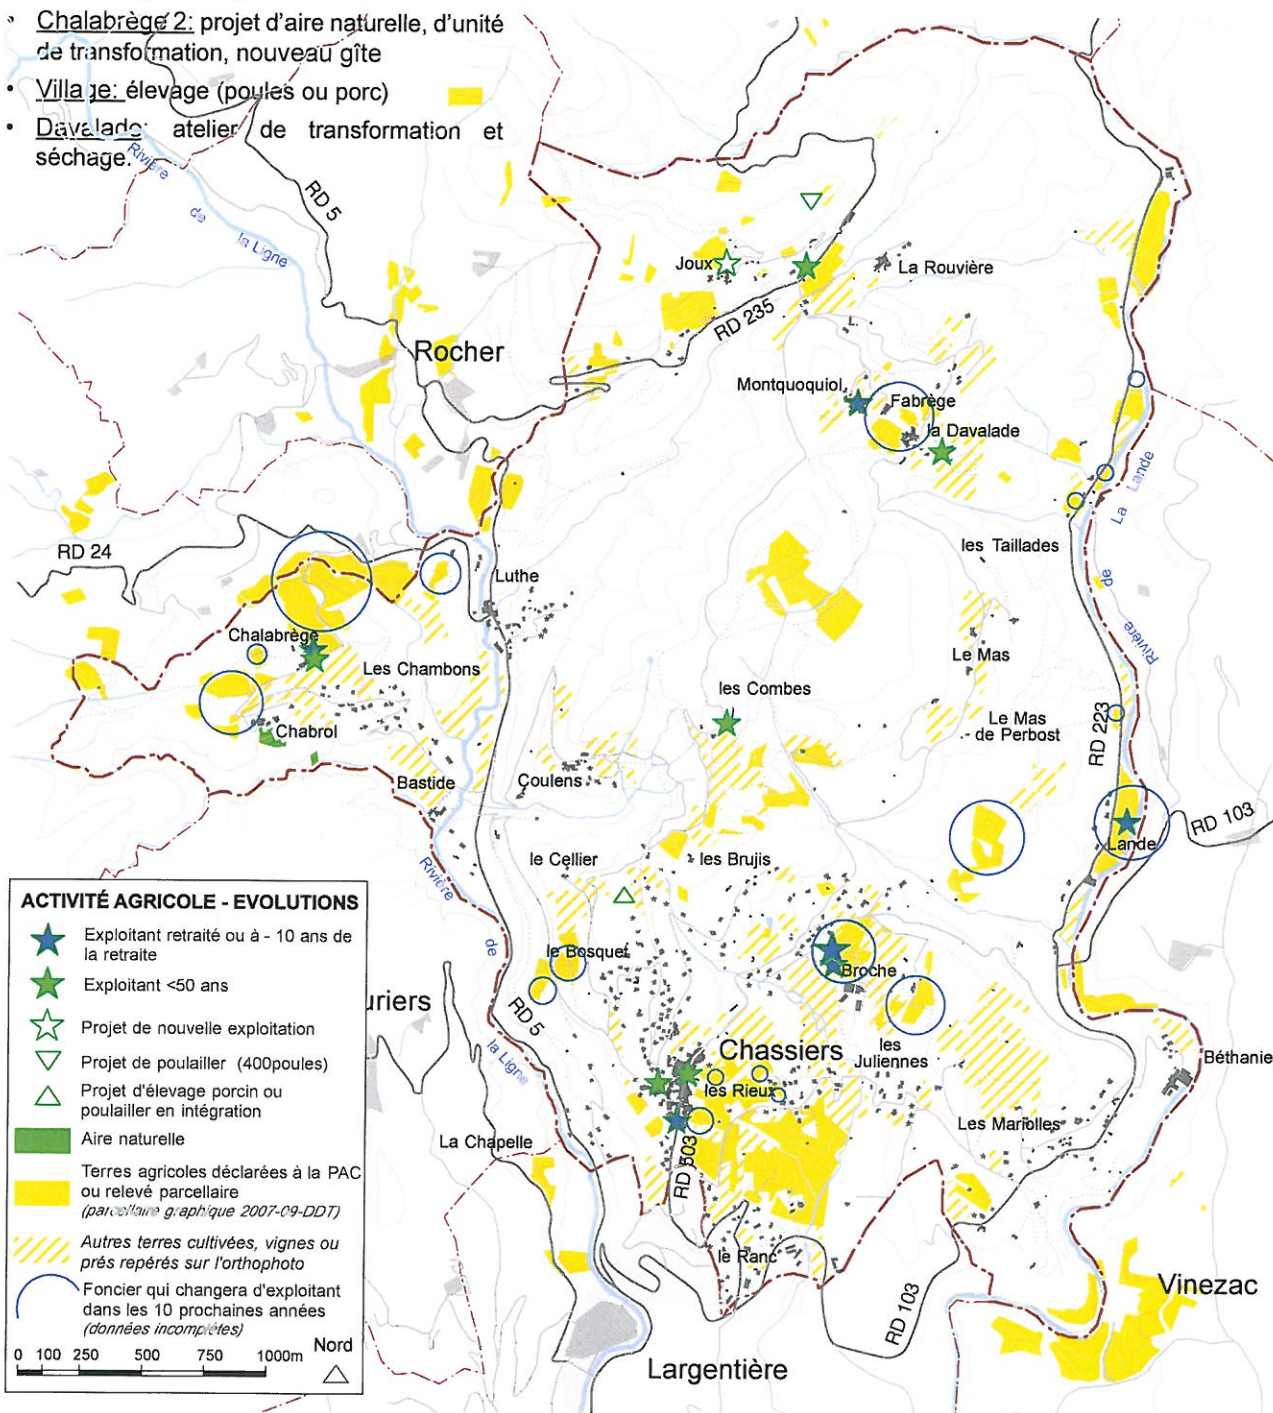 • Chalabrège 2: projet d'aire naturelle, d'unité
de transformation, nouveau gîte
• Village: élevage (poules ou porc)
• Davalade: atelier de transformation et
séchage.
Rivière
de
la Ligne
RD 5
Joux
La Rouvière
RD 235
Rocher
Montquoquiol
Fabrège
la Davalade
La Lande
de
Rivière
RD 24
Luthe
les Taillades
Chalabrège
Les Chambons
Le Mas
les Combes
Chabrol
Le Mas
de Perbost
RD 223
Bastide
Coulens
RD 103
Lande
le Cellier
les Brujis
Rivière
de
la Ligne
le Bosquet
Broche
RD 5
uriers
Chassiers
les
Juliennes
Béthanie
les Rieux
Les Mariolles
La Chapelle
RD 503
le Ranc
RD 103
Vinezac
Largentière
ACTIVITÉ AGRICOLE - EVOLUTIONS
Exploitant retraité ou à - 10 ans de
la retraite
Exploitant <50 ans
Projet de nouvelle exploitation
Projet de poulailler (400poules)
Projet d'élevage porcin ou
poulailler en intégration
Aire naturelle
Terres agricoles déclarées à la PAC
ou relevé parcellaire
(parcellaire graphique 2007-09-DDT)
Autres terres cultivées, vignes ou
prés repérés sur l'orthophoto
Foncier qui changera d'exploitant
dans les 10 prochaines années
(données incomplètes)
Nord
0 100 250 500 750 1000m